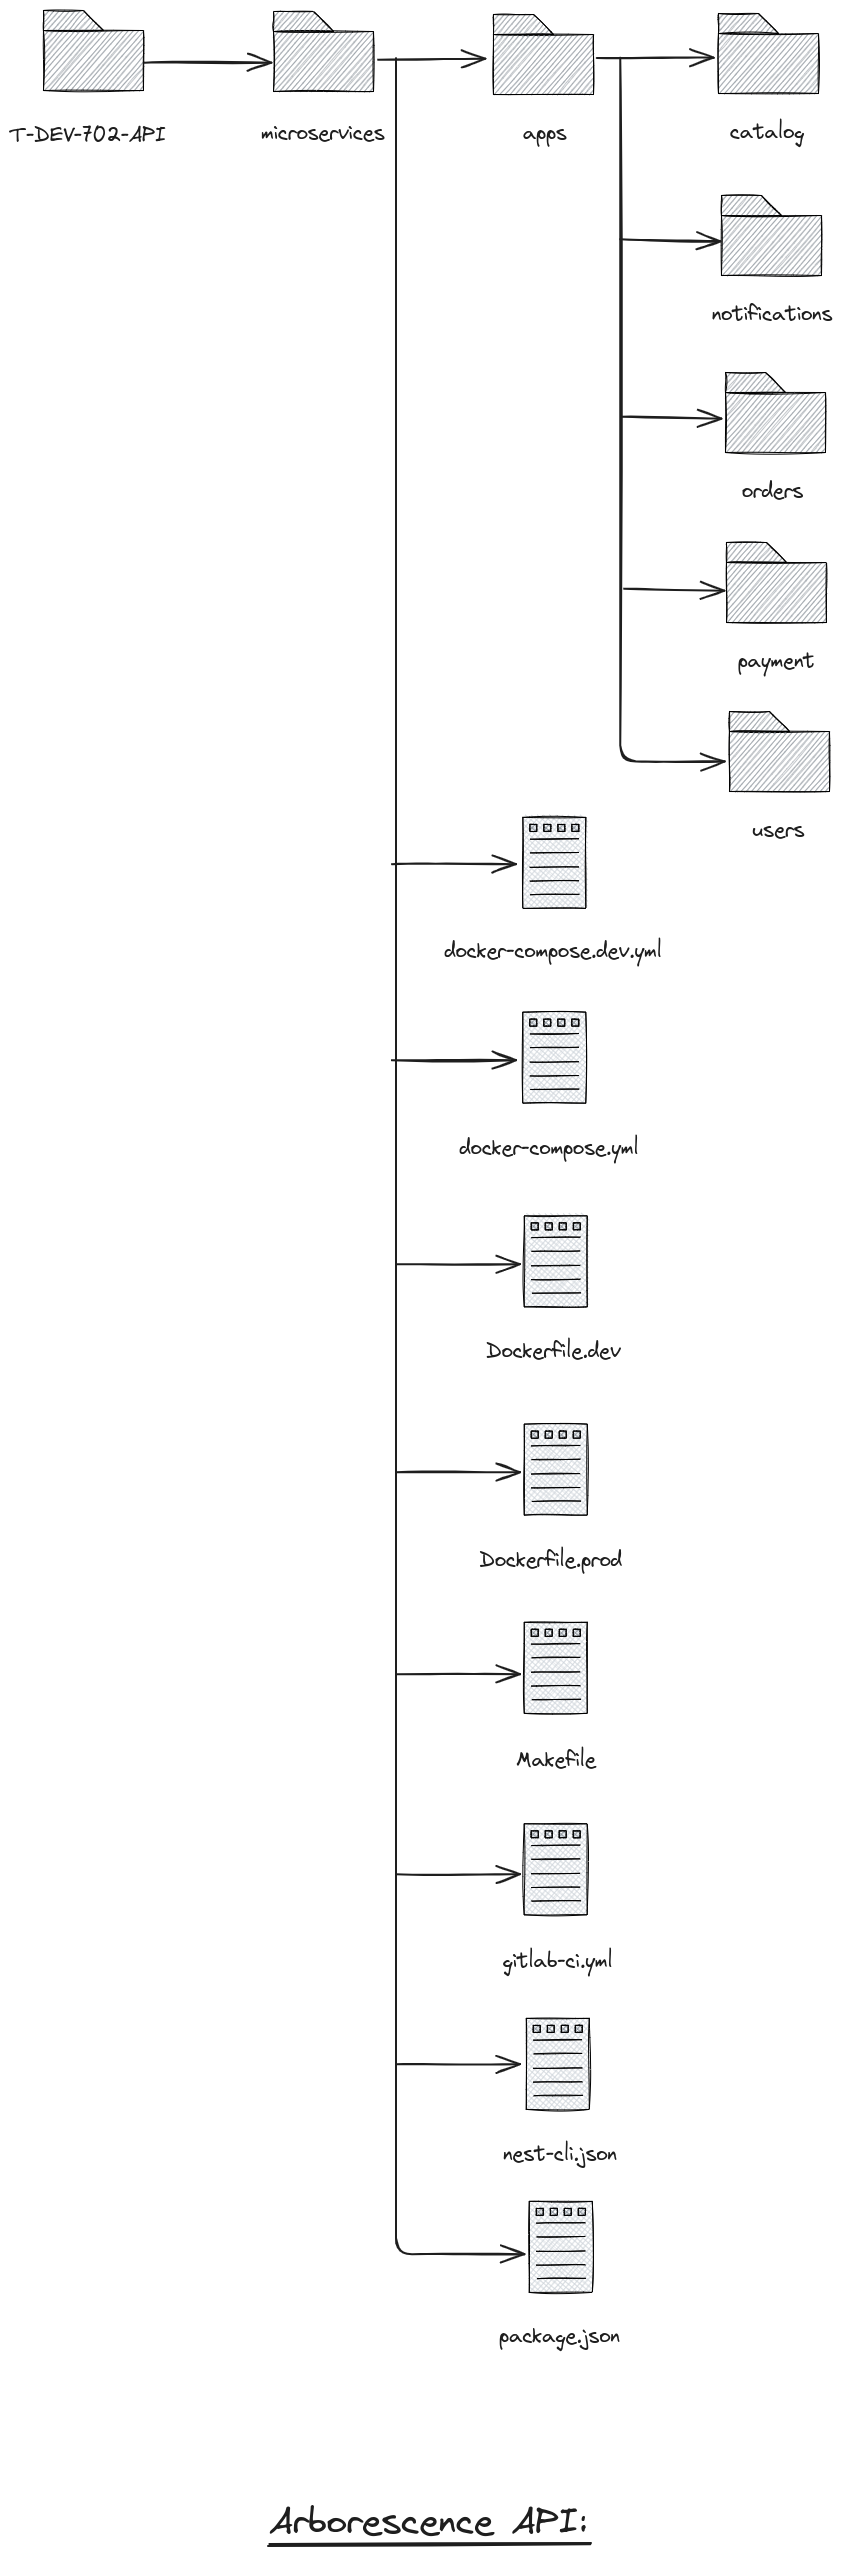 T-DEV-702-API
microservices
apps
catalog
notifications
orders
payment
users
docker-compose.dev.yml
docker-compose.yml
Dockerfile.dev
Dockerfile.prod
Makefile
gitlab-ci.yml
nest-cli.json
package.json
Arborescence API: